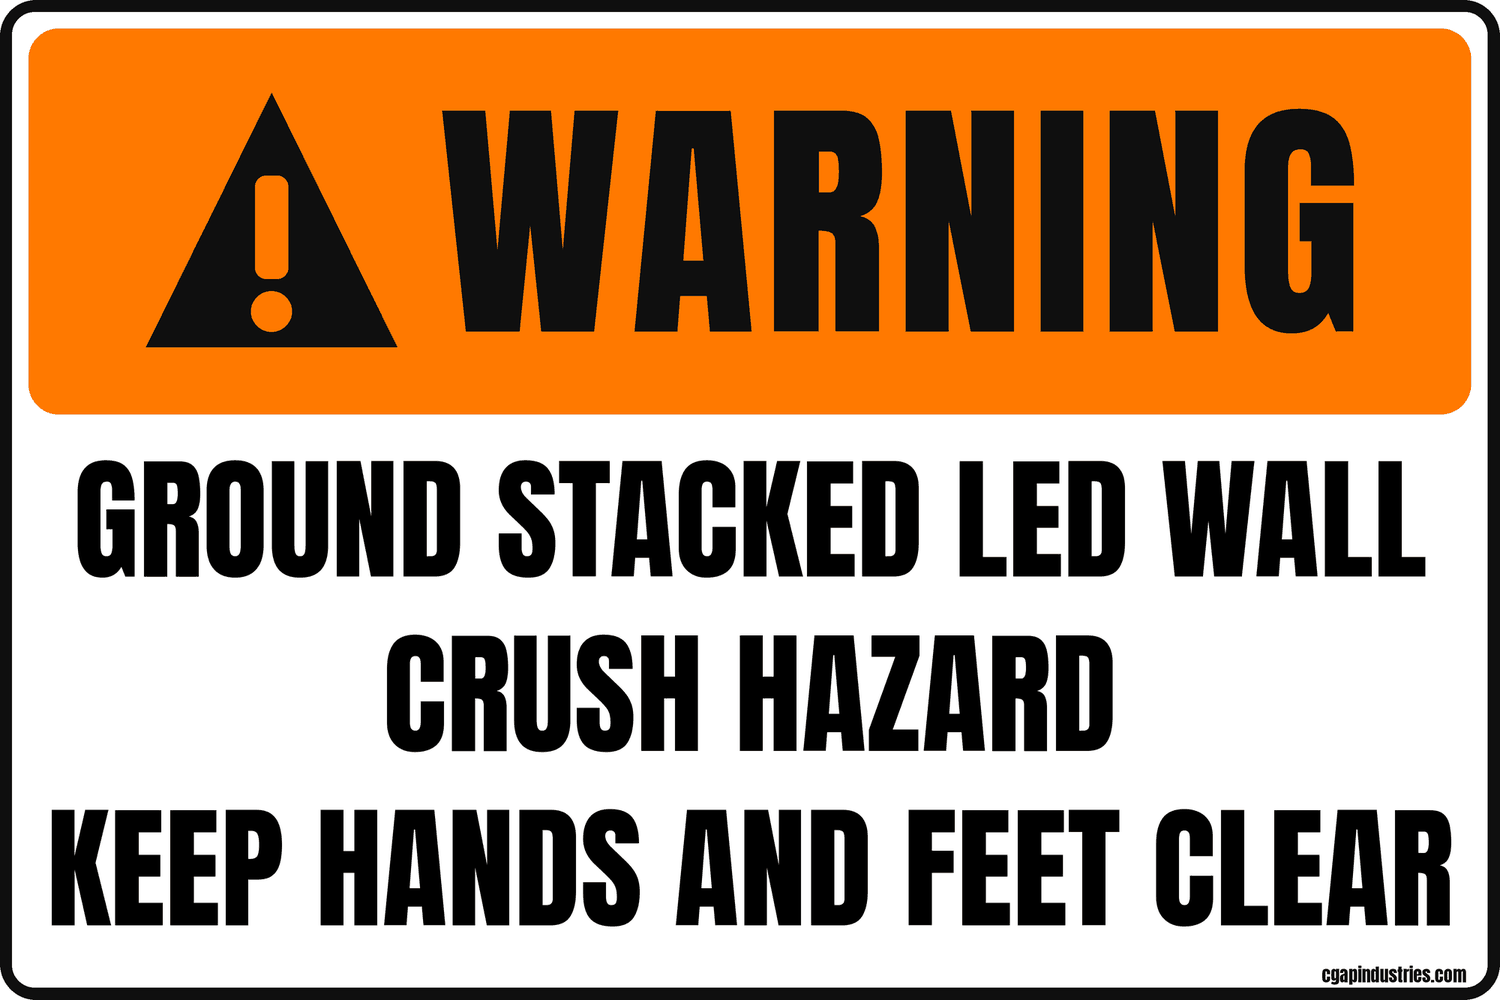 WARNING
GROUND STACKED LED WALL
CRUSH HAZARD
KEEP HANDS AND FEET CLEAR
cgapindustries.com